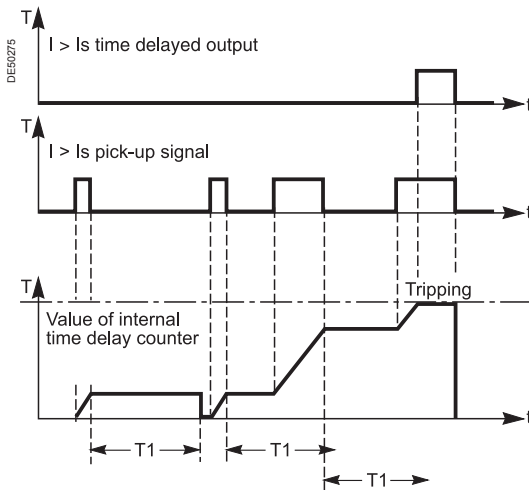 DE50275
T
I > Is time delayed output
t
T
I > Is pick-up signal
t
T
Tripping
Value of internal
time delay counter
t
T1
T1
T1